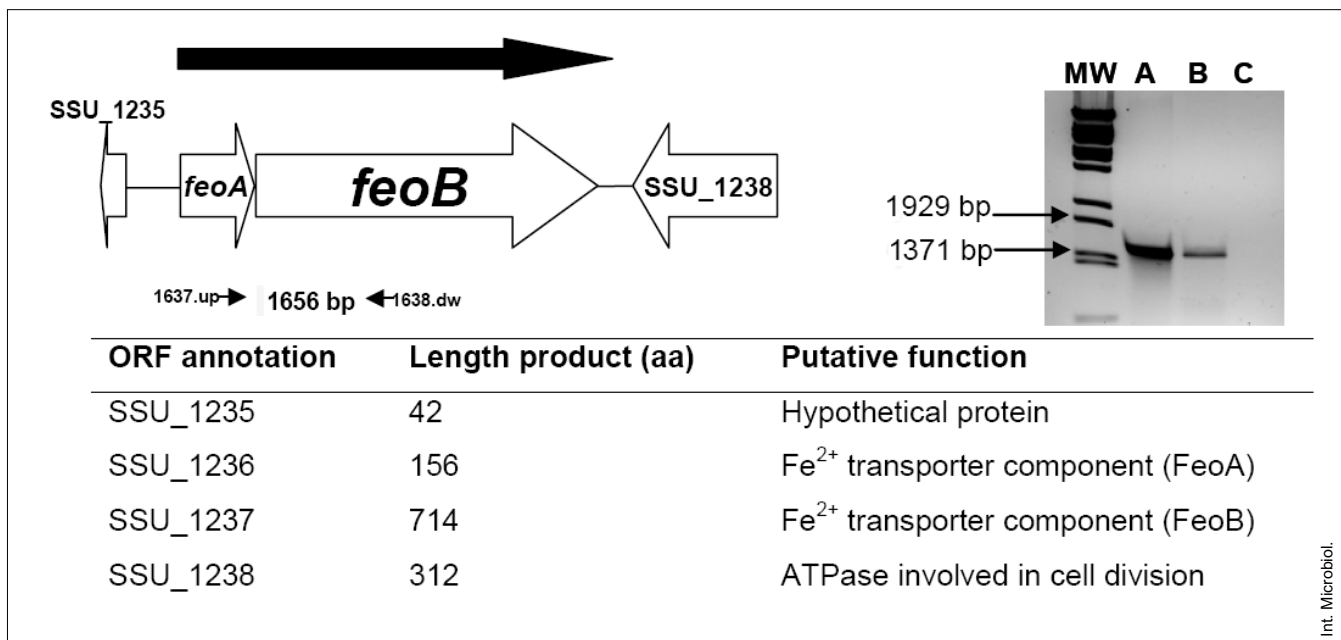 SSU_1235
feoA
feoB
SSU_1238
1637.up
1656 bp
1638.dw
MW A B C
1929 bp
1371 bp
ORF annotation Length product (aa) Putative function
SSU_1235 42 Hypothetical protein
SSU_1236 156 Fe²⁺ transporter component (FeoA)
SSU_1237 714 Fe²⁺ transporter component (FeoB)
SSU_1238 312 ATPase involved in cell division
Int. Microbiol.